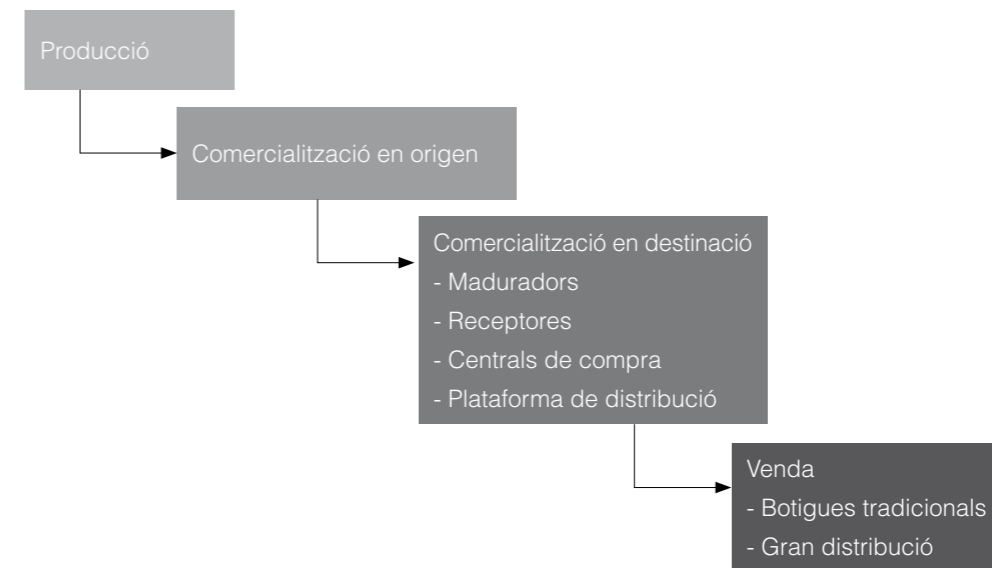 Producció
Comercialització en origen
Comercialització en destinació
- Maduradors
- Receptores
- Centrals de compra
- Plataforma de distribució
Venda
- Botigues tradicionals
- Gran distribució